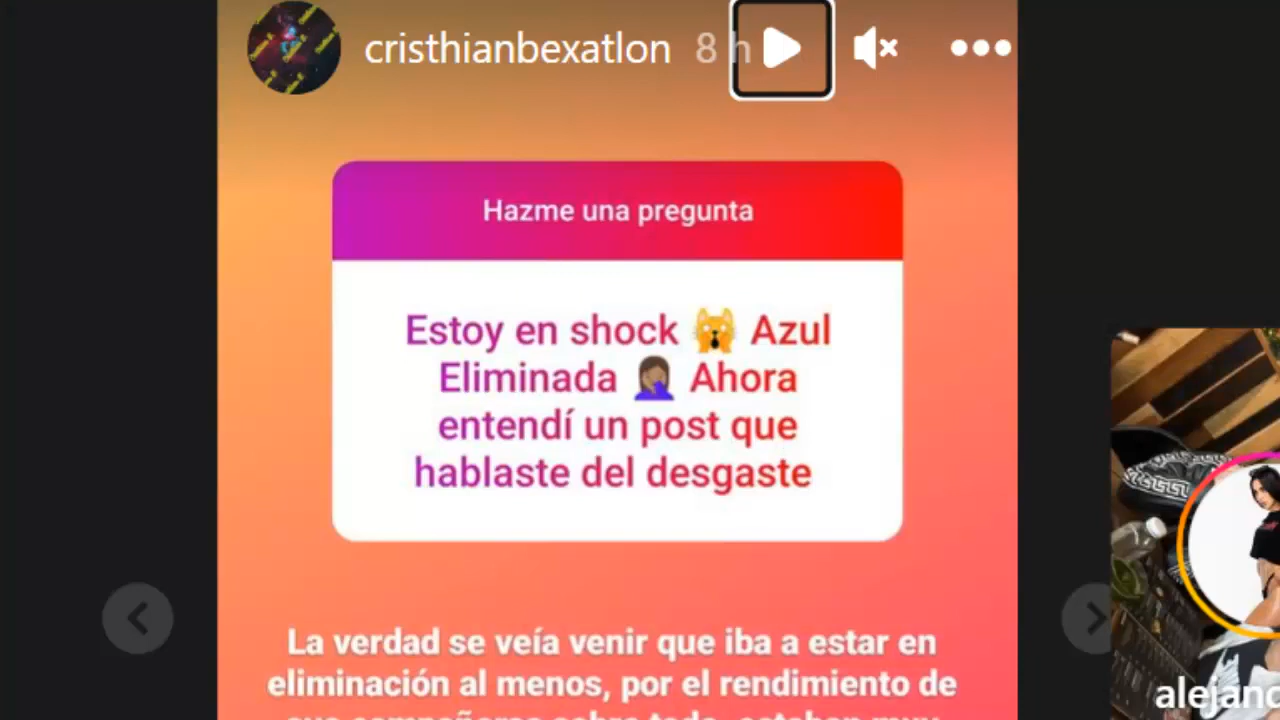 cristhianbexatlon 8 h
Hazme una pregunta
Estoy en shock 🙀 Azul
Eliminada 🤦🏾‍♀️ Ahora
entendí un post que
hablaste del desgaste
La verdad se veía venir que iba a estar en
eliminación al menos, por el rendimiento de